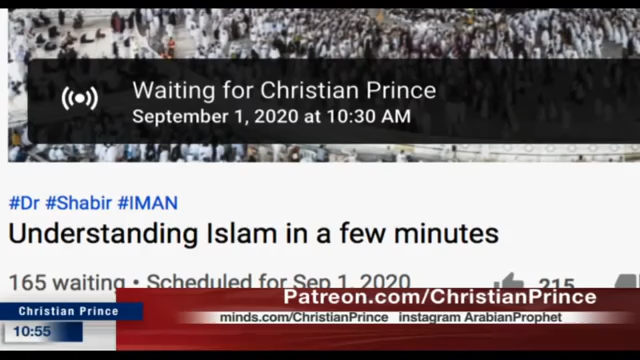 Waiting for Christian Prince
September 1, 2020 at 10:30 AM
#Dr #Shabir #IMAN
Understanding Islam in a few minutes
165 waiting • Scheduled for Sep 1, 2020
215
Patreon.com/ChristianPrince
Christian Prince
minds.com/ChristianPrince instagram ArabianProphet
10:55